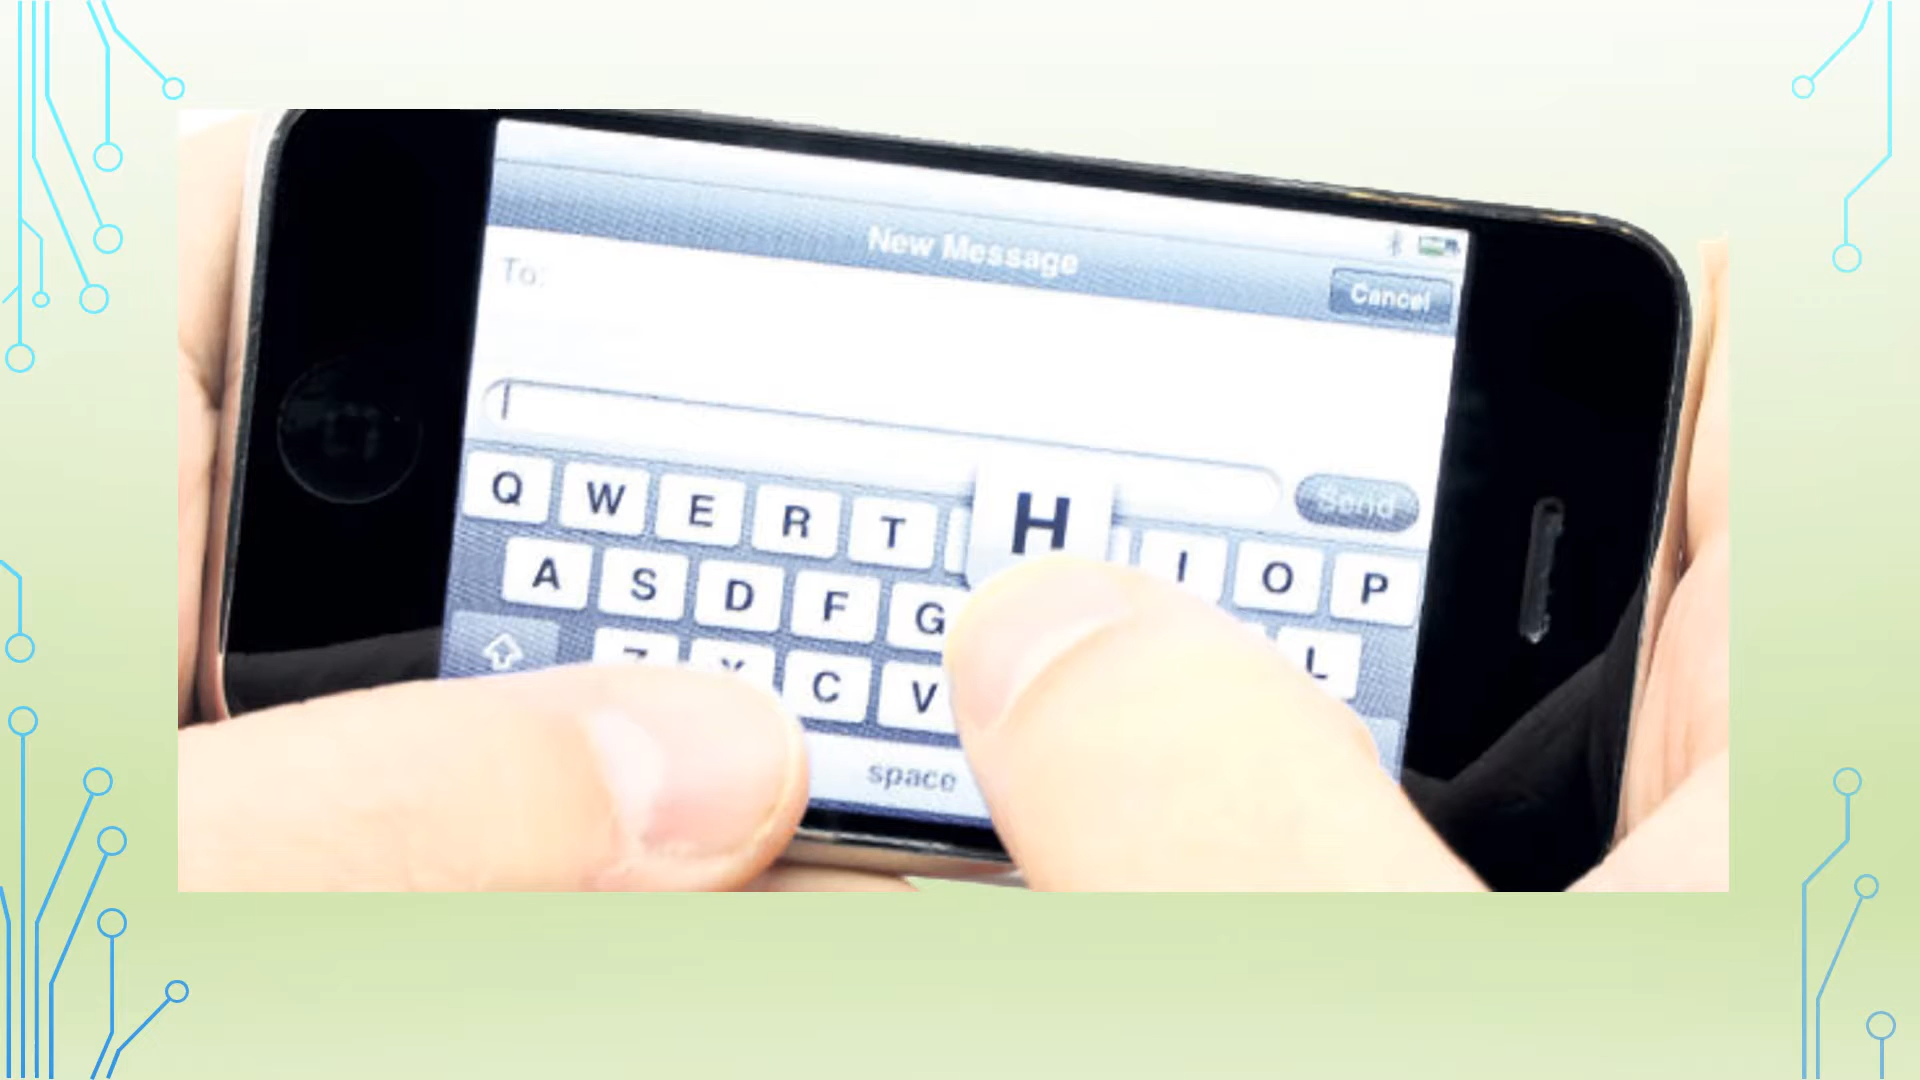 New Message
Cancel
To:
Send
Q W E R T H I O P
A S D F G L
Z X C V
space